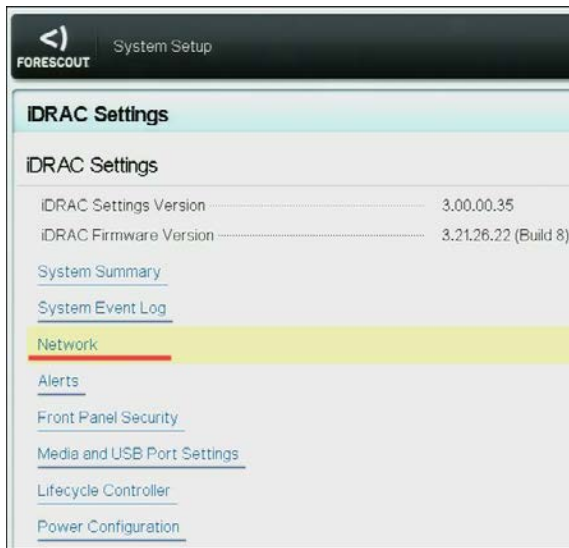 <)
FORESCOUT
System Setup
iDRAC Settings
iDRAC Settings
iDRAC Settings Version 3.00.00.35
iDRAC Firmware Version 3.21.26.22 (Build 8)
System Summary
System Event Log
Network
Alerts
Front Panel Security
Media and USB Port Settings
Lifecycle Controller
Power Configuration